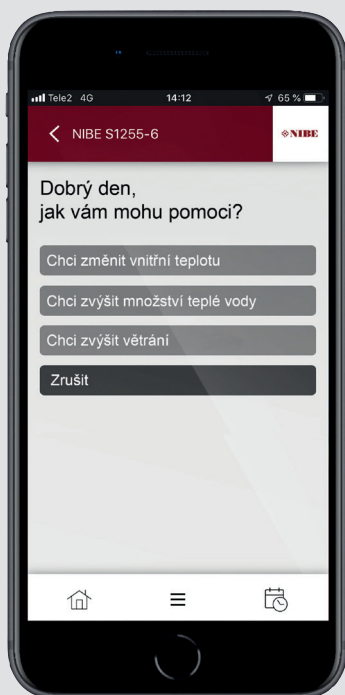 Tele2 4G 14:12 65 %
NIBE S1255-6 NIBE
Dobrý den,
jak vám mohu pomoci?
Chci změnit vnitřní teplotu
Chci zvýšit množství teplé vody
Chci zvýšit větrání
Zrušit